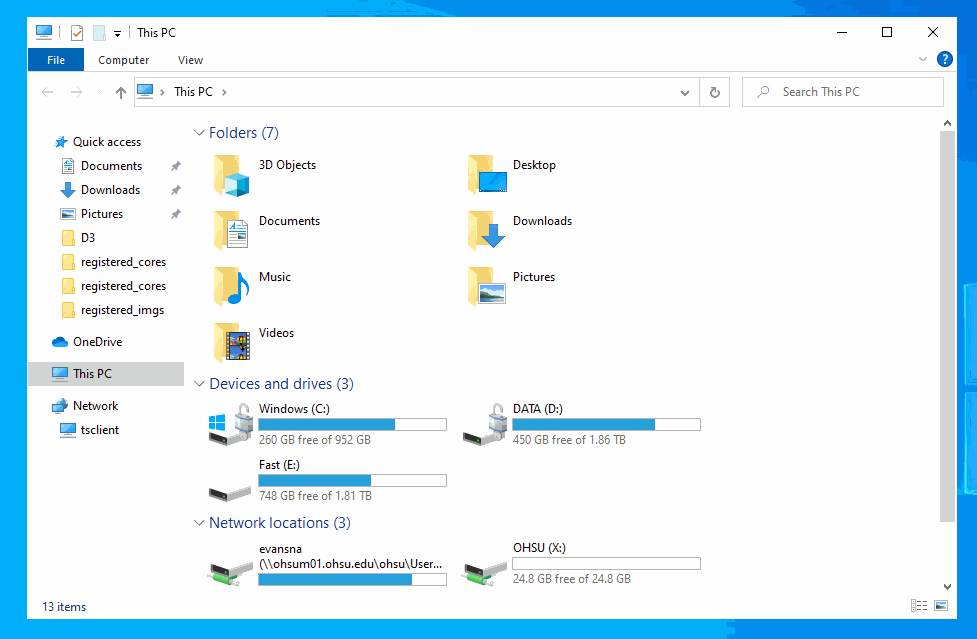 This PC
File
Computer
View
This PC
Search This PC
Quick access
Documents
Downloads
Pictures
D3
registered_cores
registered_cores
registered_imgs
OneDrive
This PC
Network
tsclient
Folders (7)
3D Objects
Desktop
Documents
Downloads
Music
Pictures
Videos
Devices and drives (3)
Windows (C:)
260 GB free of 952 GB
DATA (D:)
450 GB free of 1.86 TB
Fast (E:)
748 GB free of 1.81 TB
Network locations (3)
evansna
(\\ohsum01.ohsu.edu\ohsu\User...
OHSU (X:)
24.8 GB free of 24.8 GB
13 items